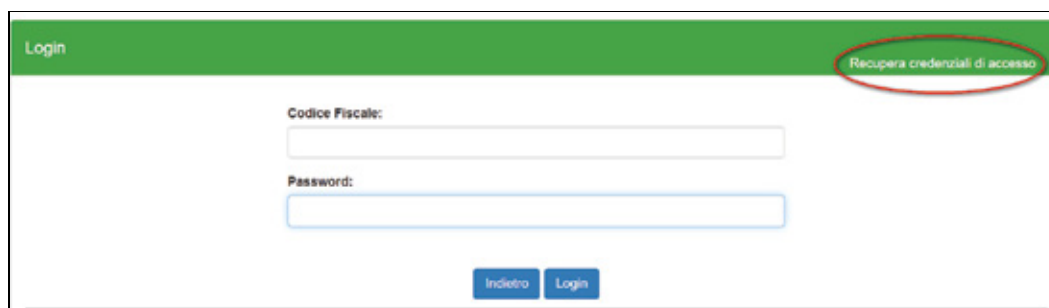 Login
Recupera credenziali di accesso
Codice Fiscale:
Password:
Indietro Login